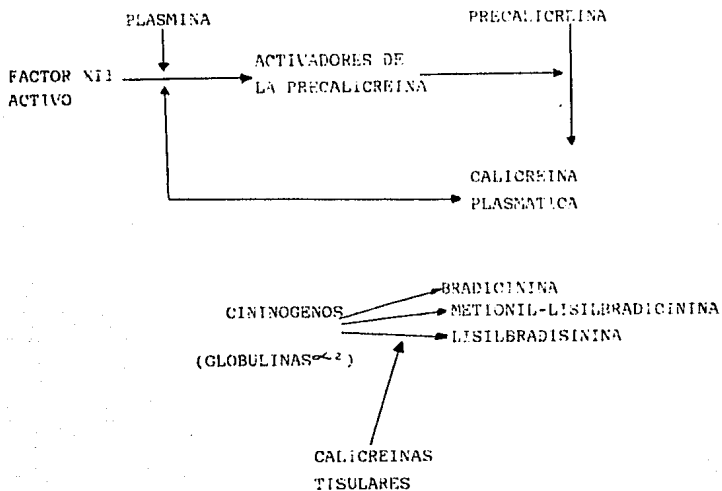 PLASMINA
PRECALICREINA
FACTOR XII
ACTIVO
ACTIVADORES DE
LA PRECALICREINA
CALICREINA
PLASMATICA
CININOGENOS
(GLOBULINAS∝2)
BRADICININA
METIONIL-LISILBRADICININA
LISILBRADISININA
CALICREINAS
TISULARES